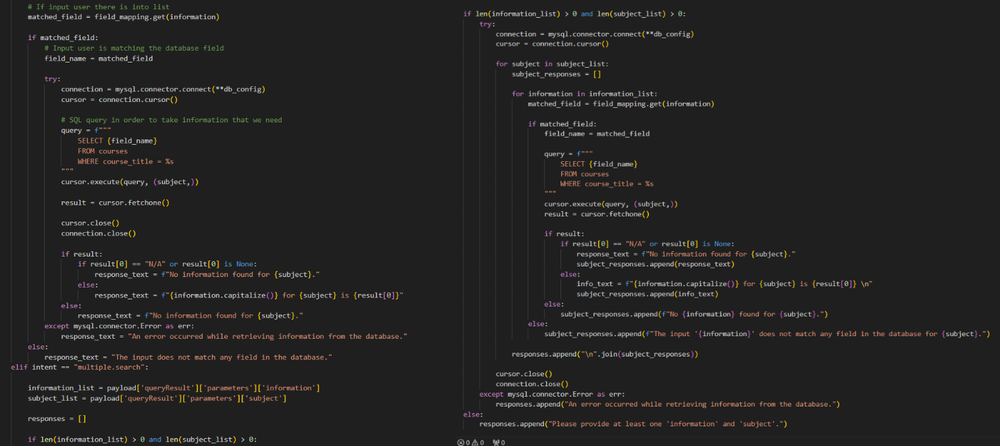 # If input user there is into list
matched_field = field_mapping.get(information)
if matched_field:
# Input user is matching the database field
field_name = matched_field
try:
connection = mysql.connector.connect(**db_config)
cursor = connection.cursor()
# SQL query in order to take information that we need
query = f"""
SELECT {field_name}
FROM courses
WHERE course_title = %s
"""
cursor.execute(query, (subject,))
result = cursor.fetchone()
cursor.close()
connection.close()
if result:
if result[0] == "N/A" or result[0] is None:
response_text = f"No information found for {subject}."
else:
response_text = f"{information.capitalize()} for {subject} is {result[0]}"
else:
response_text = f"No information found for {subject}."
except mysql.connector.Error as err:
response_text = "An error occurred while retrieving information from the database."
else:
response_text = "The input does not match any field in the database."
elif intent == "multiple.search":
information_list = payload['queryResult']['parameters']['information']
subject_list = payload['queryResult']['parameters']['subject']
responses = []
if len(information_list) > 0 and len(subject_list) > 0:
if len(information_list) > 0 and len(subject_list) > 0:
try:
connection = mysql.connector.connect(**db_config)
cursor = connection.cursor()
for subject in subject_list:
subject_responses = []
for information in information_list:
matched_field = field_mapping.get(information)
if matched_field:
field_name = matched_field
query = f"""
SELECT {field_name}
FROM courses
WHERE course_title = %s
"""
cursor.execute(query, (subject,))
result = cursor.fetchone()
if result:
if result[0] == "N/A" or result[0] is None:
response_text = f"No information found for {subject}."
subject_responses.append(response_text)
else:
info_text = f"{information.capitalize()} for {subject} is {result[0]} \n"
subject_responses.append(info_text)
else:
subject_responses.append(f"No {information} found for {subject}.")
else:
subject_responses.append(f"The input '{information}' does not match any field in the database for {subject}.")
responses.append("\n".join(subject_responses))
cursor.close()
connection.close()
except mysql.connector.Error as err:
responses.append("An error occurred while retrieving information from the database.")
else:
responses.append("Please provide at least one 'information' and 'subject'.")
0 0 0